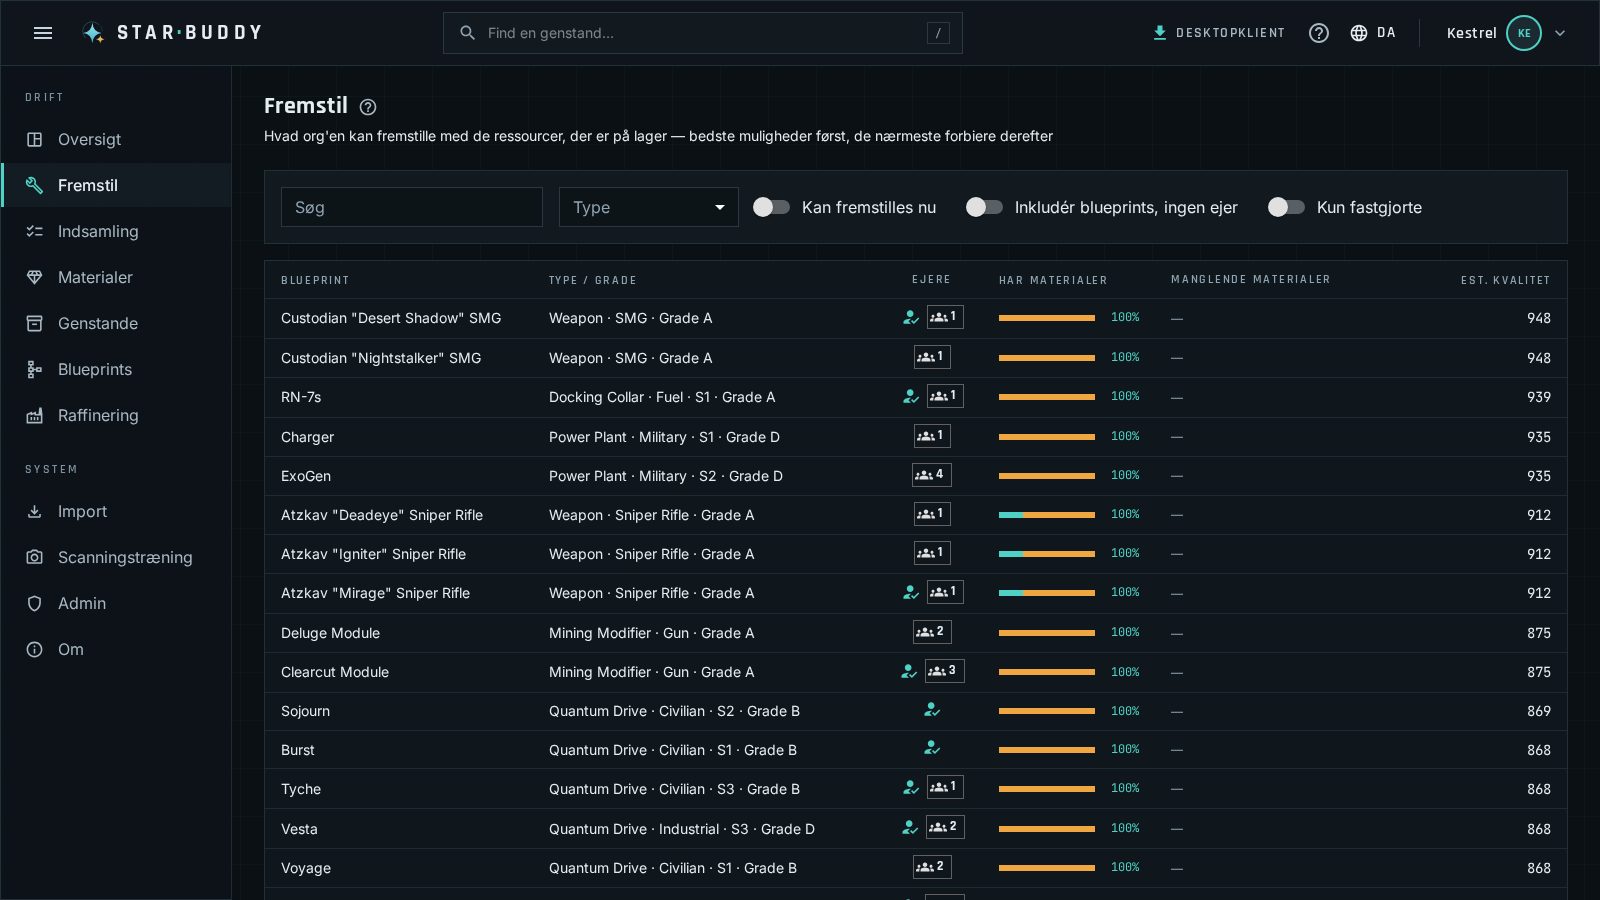 STAR·BUDDY
Find en genstand...
/
DESKTOPKLIENT
DA
Kestrel
KE
DRIFT
Oversigt
Fremstil
Indsamling
Materialer
Genstande
Blueprints
Raffinering
SYSTEM
Import
Scanningstræning
Admin
Om
Fremstil
Hvad org'en kan fremstille med de ressourcer, der er på lager — bedste muligheder først, de nærmeste forbiere derefter
Søg
Type
Kan fremstilles nu
Inkludér blueprints, ingen ejer
Kun fastgjorte
BLUEPRINT TYPE / GRADE EJERE HAR MATERIALER MANGLENDE MATERIALER EST. KVALITET
Custodian "Desert Shadow" SMG Weapon · SMG · Grade A 1 100% — 948
Custodian "Nightstalker" SMG Weapon · SMG · Grade A 1 100% — 948
RN-7s Docking Collar · Fuel · S1 · Grade A 1 100% — 939
Charger Power Plant · Military · S1 · Grade D 1 100% — 935
ExoGen Power Plant · Military · S2 · Grade D 4 100% — 935
Atzkav "Deadeye" Sniper Rifle Weapon · Sniper Rifle · Grade A 1 100% — 912
Atzkav "Igniter" Sniper Rifle Weapon · Sniper Rifle · Grade A 1 100% — 912
Atzkav "Mirage" Sniper Rifle Weapon · Sniper Rifle · Grade A 1 100% — 912
Deluge Module Mining Modifier · Gun · Grade A 2 100% — 875
Clearcut Module Mining Modifier · Gun · Grade A 3 100% — 875
Sojourn Quantum Drive · Civilian · S2 · Grade B 100% — 869
Burst Quantum Drive · Civilian · S1 · Grade B 100% — 868
Tyche Quantum Drive · Civilian · S3 · Grade B 1 100% — 868
Vesta Quantum Drive · Industrial · S3 · Grade D 2 100% — 868
Voyage Quantum Drive · Civilian · S1 · Grade B 2 100% — 868